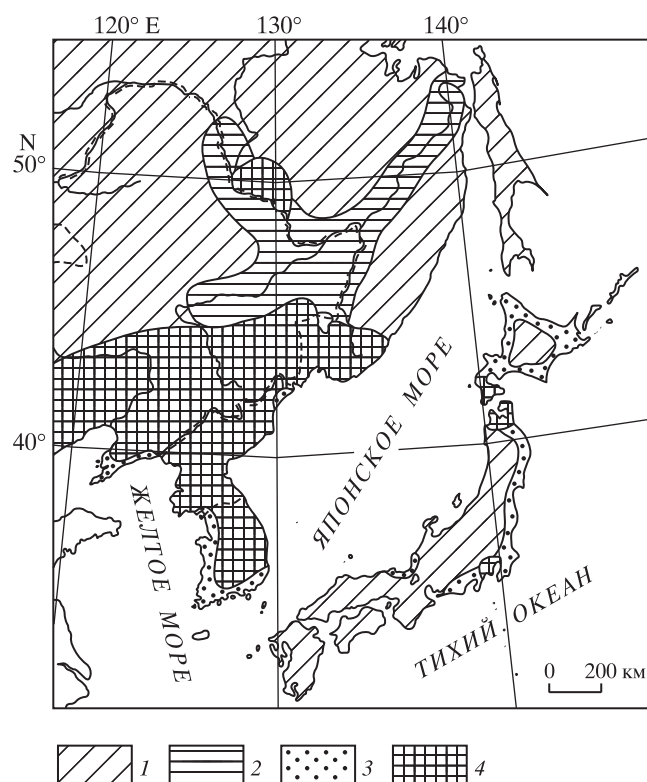 120° E 130° 140°
N
50°
40°
ЯПОНСКОЕ МОРЕ
ЖЕЛТОЕ МОРЕ
ТИХИЙ ОКЕАН
0 200 км
1 2 3 4